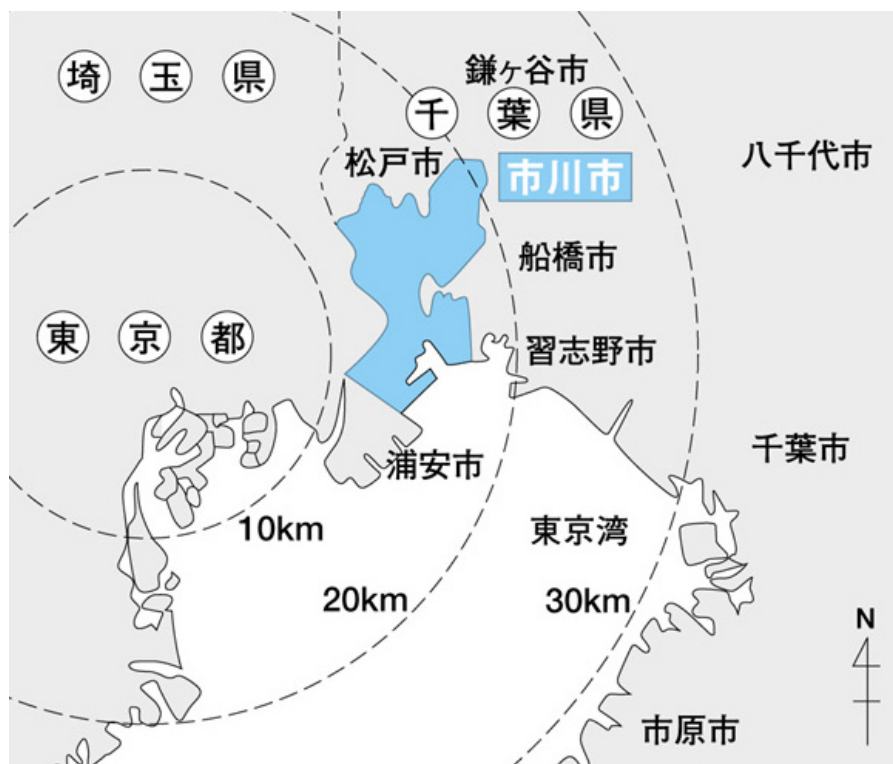 鎌ヶ谷市
埼玉県
千葉県
松戸市
市川市
八千代市
船橋市
東京都
習志野市
千葉市
浦安市
10km
東京湾
20km
30km
N
市原市